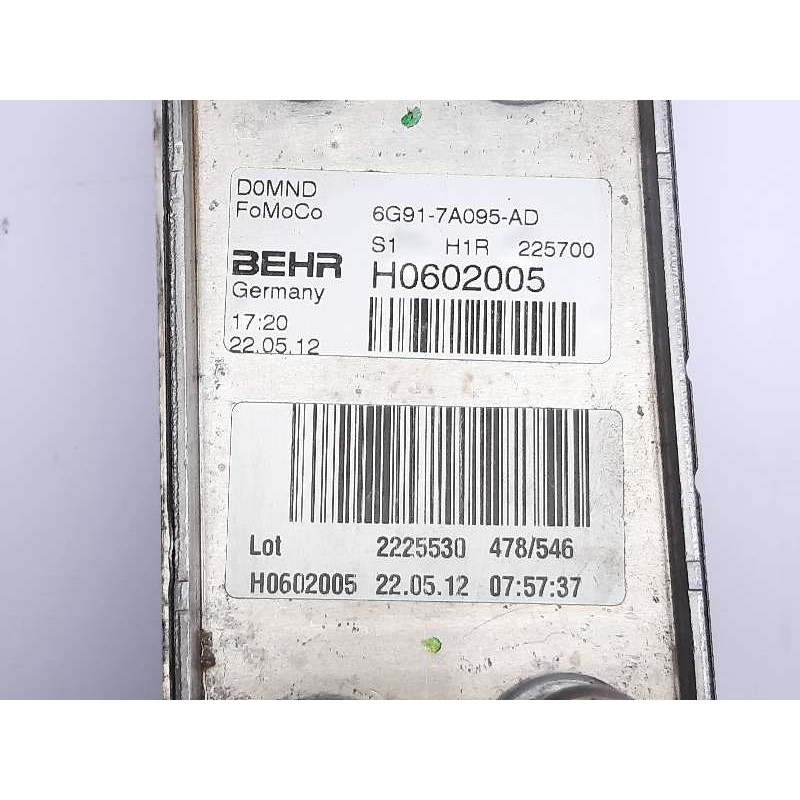 D0MND
FoMoCo 6G91-7A095-AD
S1 H1R 225700
BEHR H0602005
Germany
17:20
22.05.12
Lot 2225530 478/546
H0602005 22.05.12 07:57:37